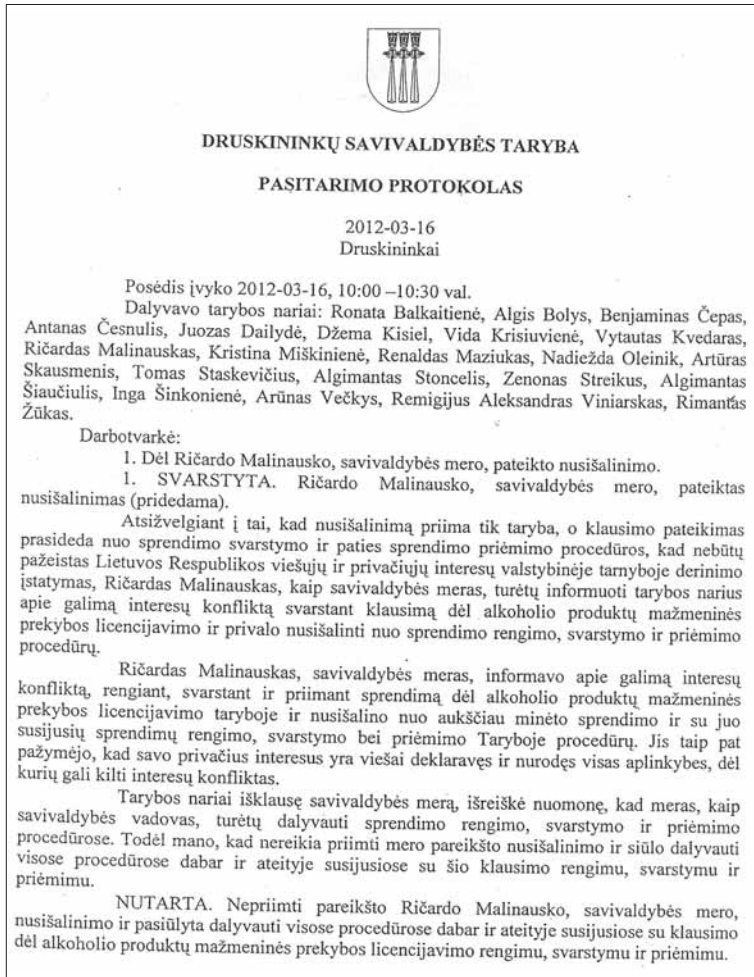 DRUSKININKŲ SAVIVALDYBĖS TARYBA
PASITARIMO PROTOKOLAS
2012-03-16
Druskininkai
Posėdis įvyko 2012-03-16, 10:00 –10:30 val.
Dalyvavo tarybos nariai: Ronata Balkaitienė, Algis Bolys, Benjaminas Čepas,
Antanas Česnulis, Juozas Dailydė, Džema Kisiel, Vida Krisiuvienė, Vytautas Kvedaras,
Ričardas Malinauskas, Kristina Miškinienė, Renaldas Maziukas, Nadiežda Oleinik, Artūras
Skausmenis, Tomas Staskevičius, Algimantas Stoncelis, Zenonas Streikus, Algimantas
Šiaučiulis, Inga Šinkonienė, Arūnas Večkys, Remigijus Aleksandras Viniarskas, Rimantas
Žūkas.
Darbotvarkė:
1. Dėl Ričardo Malinausko, savivaldybės mero, pateikto nusišalinimo.
1. SVARSTYTA. Ričardo Malinausko, savivaldybės mero, pateiktas
nusišalinimas (pridedama).
Atsižvelgiant į tai, kad nusišalinimą priima tik taryba, o klausimo pateikimas
prasideda nuo sprendimo svarstymo ir paties sprendimo priėmimo procedūros, kad nebūtų
pažeistas Lietuvos Respublikos viešųjų ir privačiųjų interesų valstybinėje tarnyboje derinimo
įstatymas, Ričardas Malinauskas, kaip savivaldybės meras, turėtų informuoti tarybos narius
apie galimą interesų konfliktą svarstant klausimą dėl alkoholio produktų mažmeninės
prekybos licencijavimo ir privalo nusišalinti nuo sprendimo rengimo, svarstymo ir priėmimo
procedūrų.
Ričardas Malinauskas, savivaldybės meras, informavo apie galimą interesų
konfliktą, rengiant, svarstant ir priimant sprendimą dėl alkoholio produktų mažmeninės
prekybos licencijavimo taryboje ir nusišalino nuo aukščiau minėto sprendimo ir su juo
susijusių sprendimų rengimo, svarstymo bei priėmimo Taryboje procedūrų. Jis taip pat
pažymėjo, kad savo privačius interesus yra viešai deklaravęs ir nurodęs visas aplinkybes, dėl
kurių gali kilti interesų konfliktas.
Tarybos nariai išklausę savivaldybės merą, išreiškė nuomonę, kad meras, kaip
savivaldybės vadovas, turėtų dalyvauti sprendimo rengimo, svarstymo ir priėmimo
procedūrose. Todėl mano, kad nereikia priimti mero pareikšto nusišalinimo ir siūlo dalyvauti
visose procedūrose dabar ir ateityje susijusiose su šio klausimo rengimu, svarstymu ir
priėmimu.
NUTARTA. Nepriimti pareikšto Ričardo Malinausko, savivaldybės mero,
nusišalinimo ir pasiūlyta dalyvauti visose procedūrose dabar ir ateityje susijusiose su klausimo
dėl alkoholio produktų mažmeninės prekybos licencijavimo rengimu, svarstymu ir priėmimu.